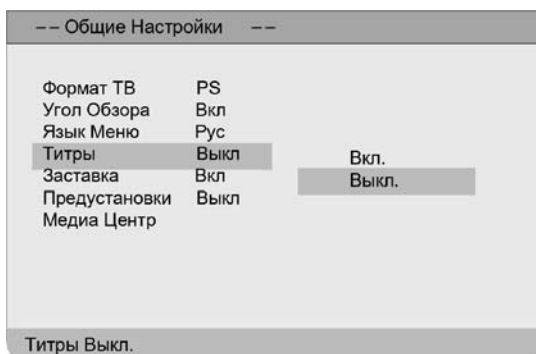 -- Общие Настройки --
Формат ТВ PS
Угол Обзора Вкл
Язык Меню Рус
Титры Выкл Вкл.
Заставка Вкл Выкл.
Предустановки Выкл
Медиа Центр
Титры Выкл.